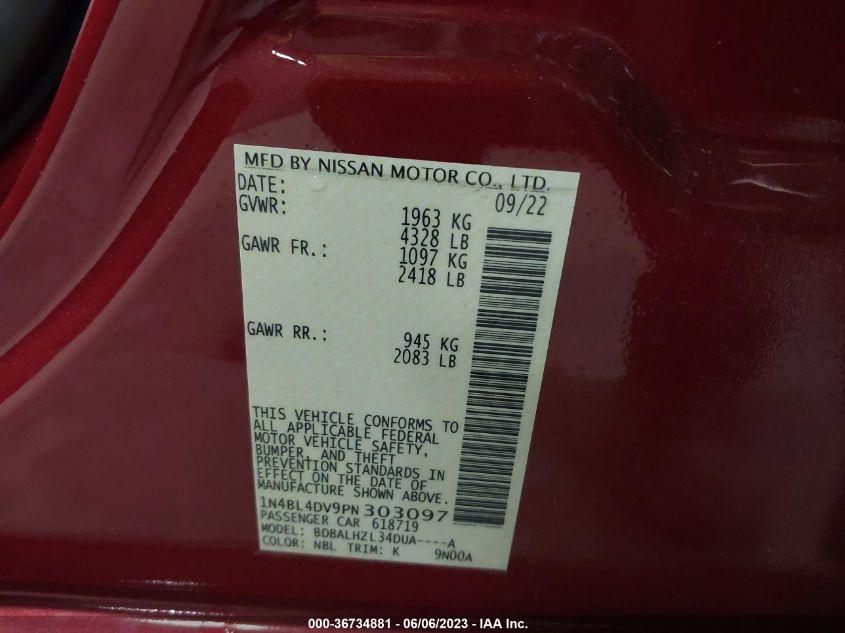 MFD BY NISSAN MOTOR CO., LTD.
DATE: 09/22
GVWR: 1963 KG
4328 LB
GAWR FR.: 1097 KG
2418 LB
GAWR RR.: 945 KG
2083 LB
THIS VEHICLE CONFORMS TO
ALL APPLICABLE FEDERAL
MOTOR VEHICLE SAFETY,
BUMPER, AND THEFT
PREVENTION STANDARDS IN
EFFECT ON THE DATE OF
MANUFACTURE SHOWN ABOVE.
1N4BL4DV9PN303097
PASSENGER CAR 618719
MODEL: BDBALHZL34DUA----A
COLOR: NBL TRIM: K 9N00A
000-36734881 - 06/06/2023 - IAA Inc.